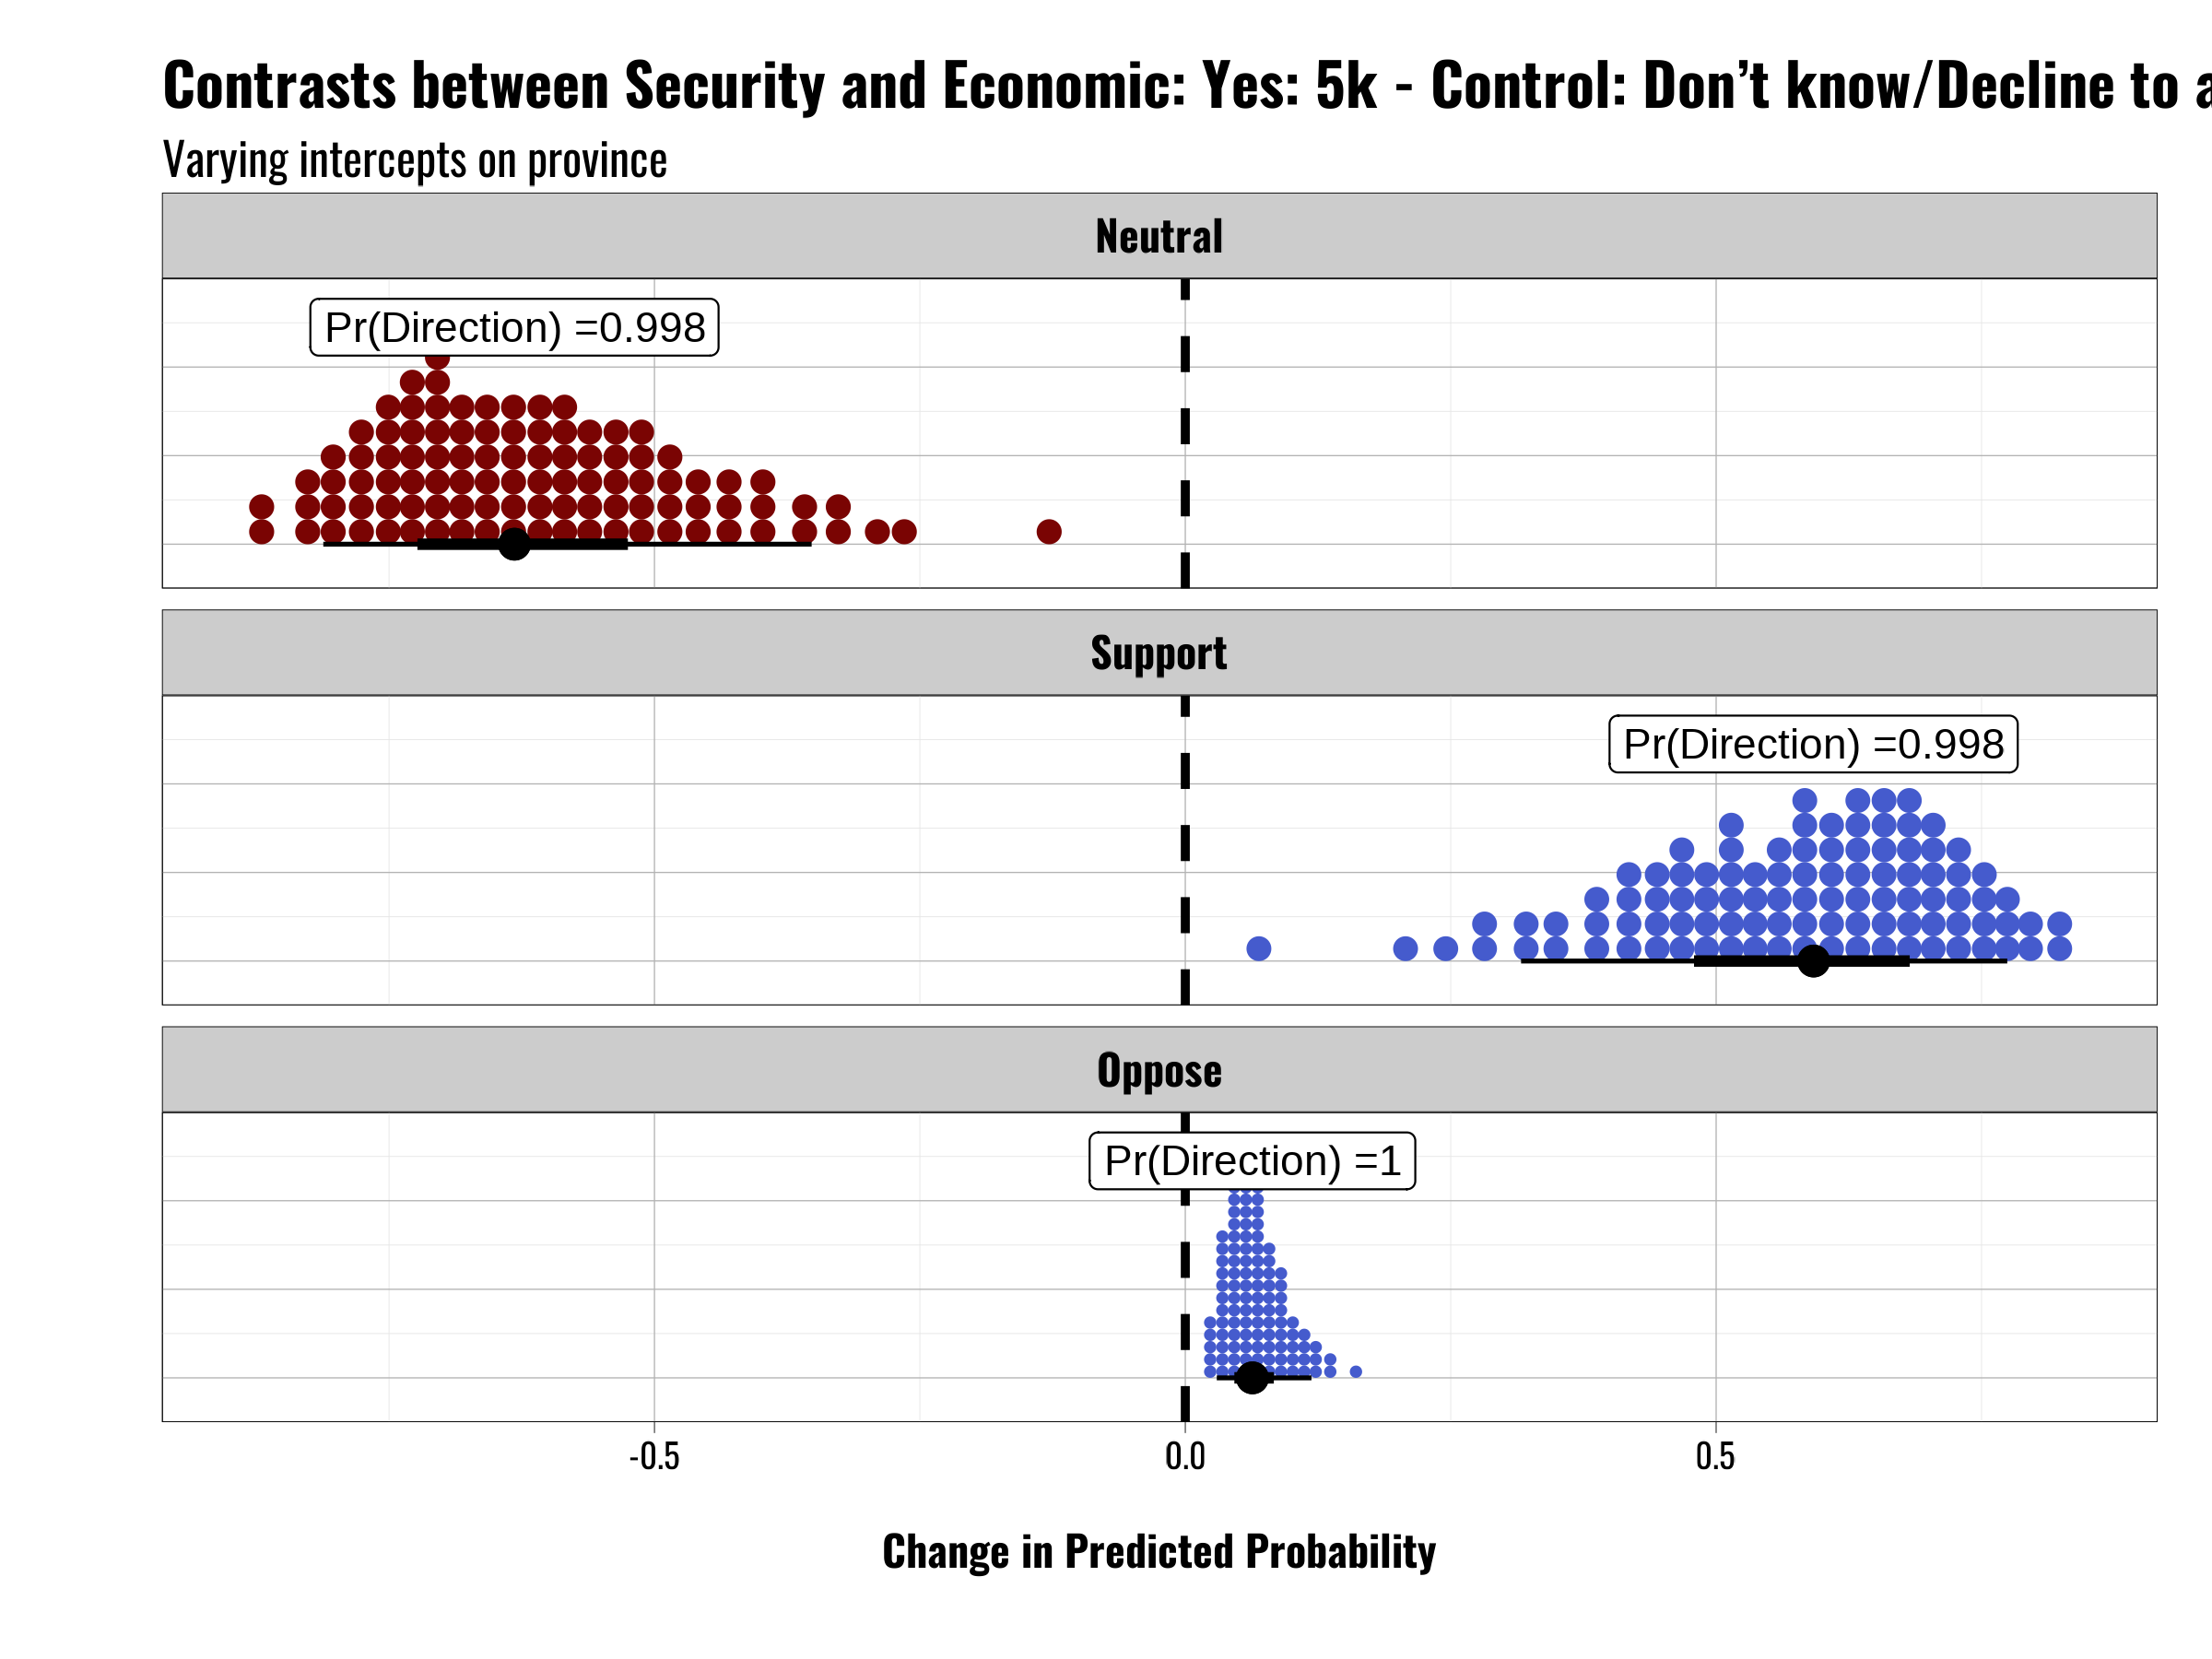 Contrasts between Security and Economic: Yes: 5k - Control: Don’t know/Decline to
Varying intercepts on province
Neutral
Pr(Direction) =0.998
Support
Pr(Direction) =0.998
Oppose
Pr(Direction) =1
-0.5 0.0 0.5
Change in Predicted Probability